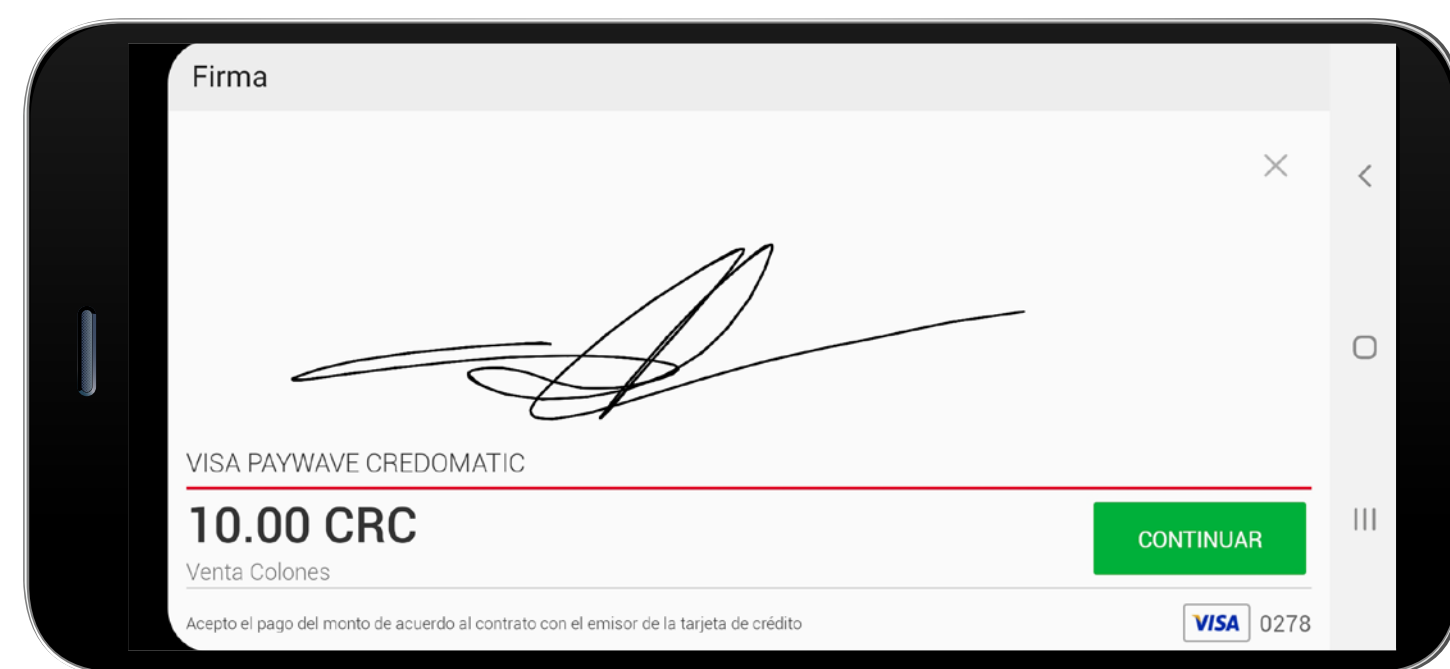 Firma
VISA PAYWAVE CREDOMATIC
10.00 CRC
CONTINUAR
Venta Colones
Acepto el pago del monto de acuerdo al contrato con el emisor de la tarjeta de crédito
VISA 0278